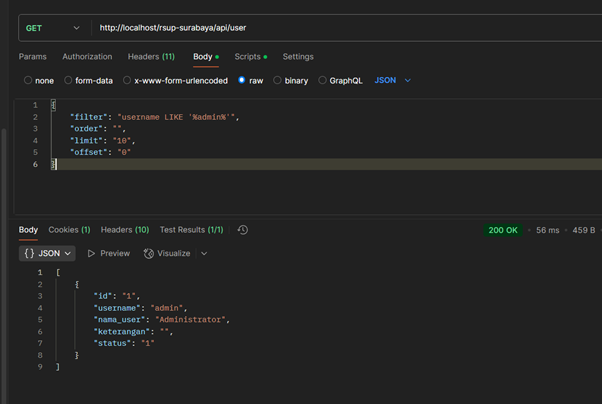 GET http://localhost/rsup-surabaya/api/user
Params Authorization Headers (11) Body Scripts Settings
none form-data x-www-form-urlencoded raw binary GraphQL JSON
1 {
2 "filter": "username LIKE '%admin%'",
3 "order": "",
4 "limit": "10",
5 "offset": "0"
6 }
Body Cookies (1) Headers (10) Test Results (1/1) 200 OK 56 ms 459 B
{} JSON Preview Visualize
1 [
2 {
3 "id": "1",
4 "username": "admin",
5 "nama_user": "Administrator",
6 "keterangan": "",
7 "status": "1"
8 }
9 ]